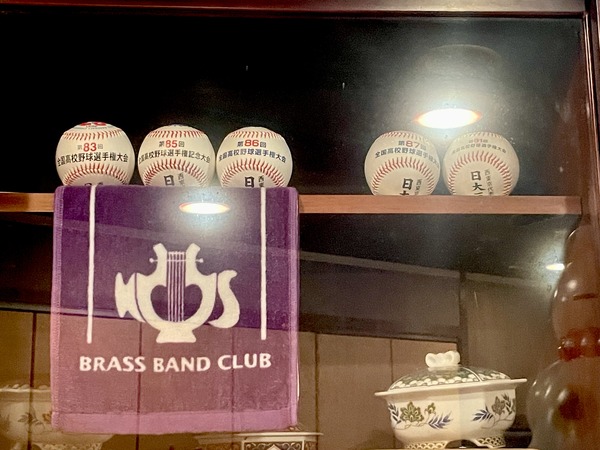 第83回
全国高校野球選手権大会
第85回
全国高校野球選手権記念大会
第86回
全国高校野球選手権大会
第87回
全国高校野球選手権
日大
日大
BRASS BAND CLUB